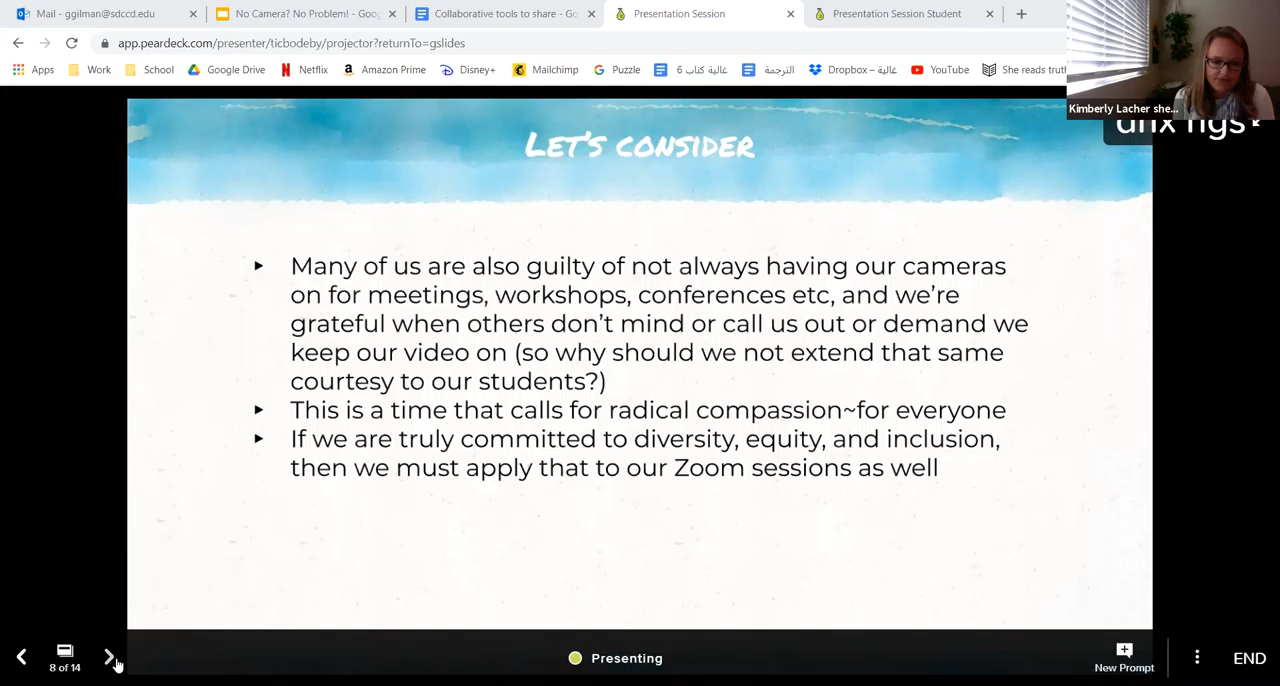 Mail - ggilman@sdccd.edu
No Camera? No Problem! - Goog
Collaborative tools to share - Go
Presentation Session
Presentation Session Student
app.peardeck.com/presenter/ticbodeby/projector?returnTo=gslides
Apps
Work
School
Google Drive
Netflix
Amazon Prime
Disney+
Mailchimp
Puzzle
غالية كتاب 6
الترجمة
Dropbox - غالية
YouTube
She reads truth
Kimberly Lacher she...
LET'S CONSIDER
► Many of us are also guilty of not always having our cameras
on for meetings, workshops, conferences etc, and we're
grateful when others don't mind or call us out or demand we
keep our video on (so why should we not extend that same
courtesy to our students?)
► This is a time that calls for radical compassion~for everyone
► If we are truly committed to diversity, equity, and inclusion,
then we must apply that to our Zoom sessions as well
8 of 14
Presenting
New Prompt
END